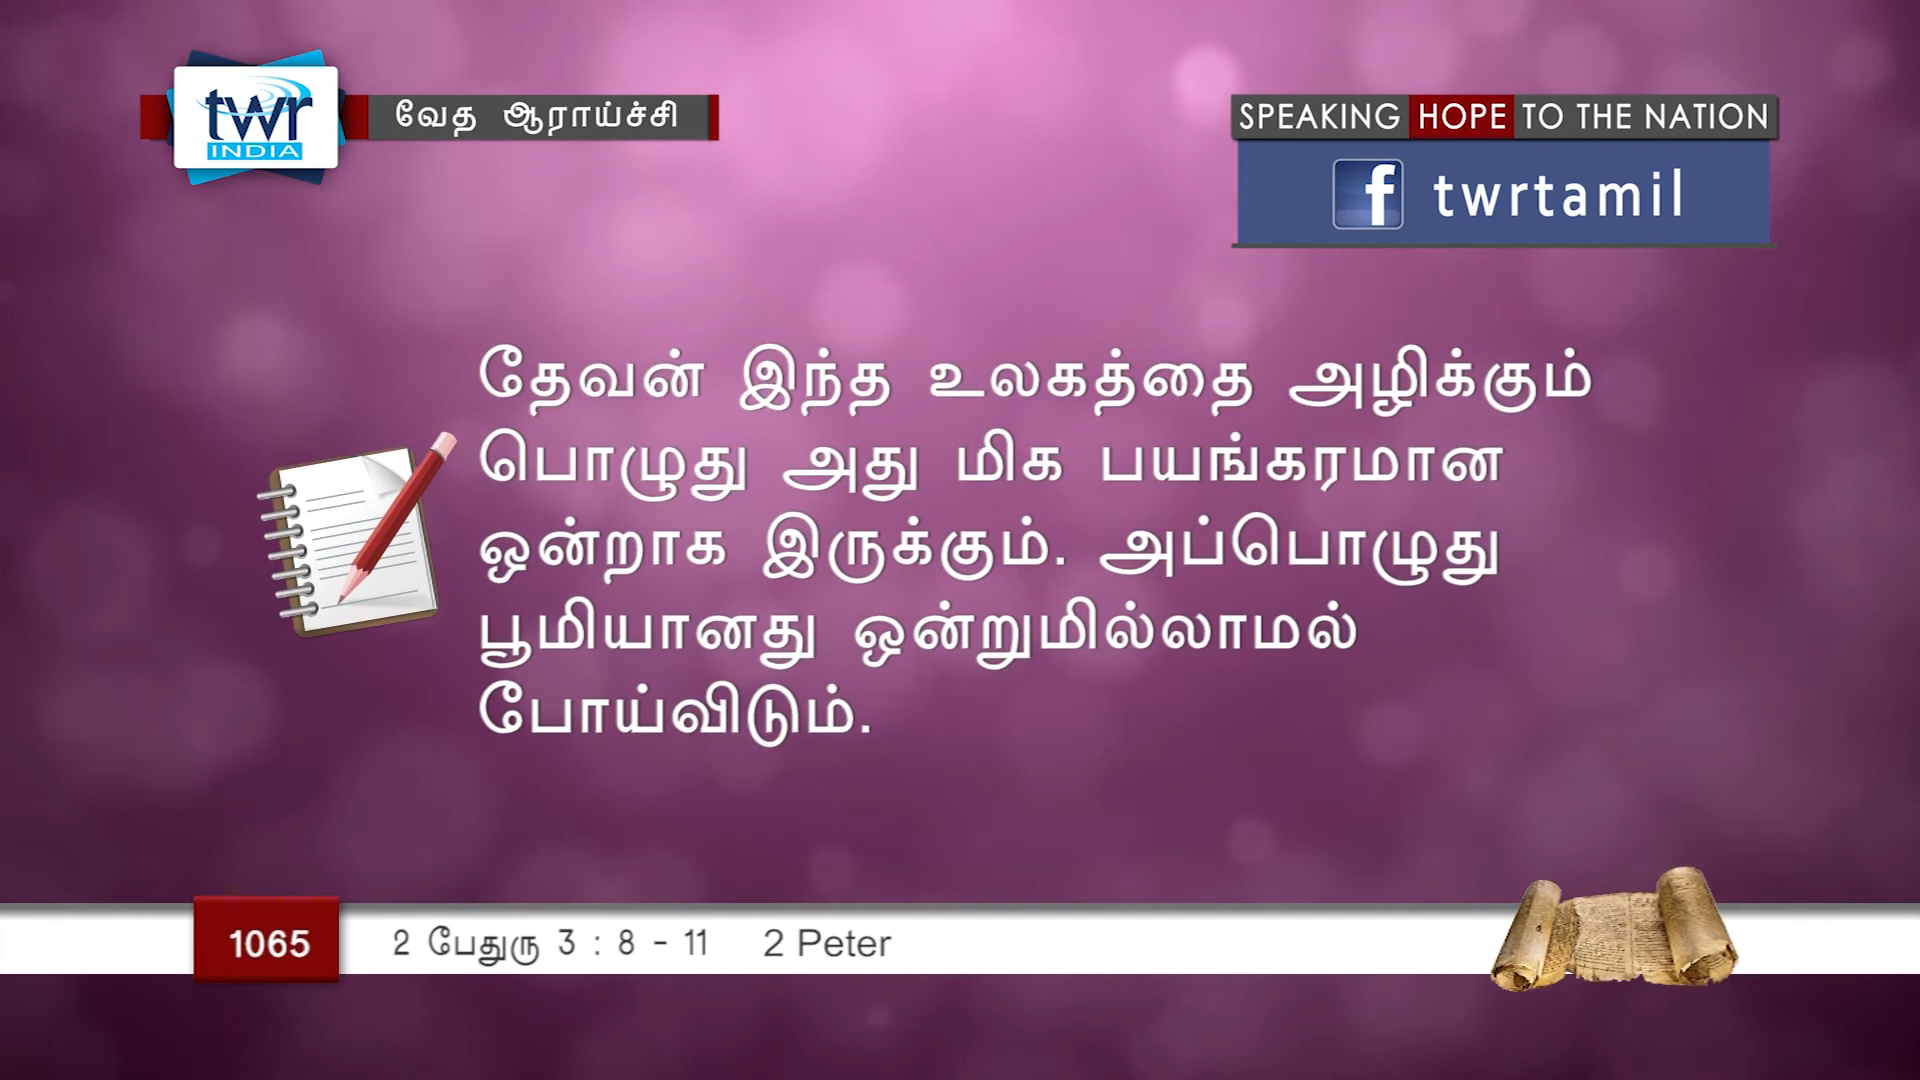 twr
INDIA
வேத ஆராய்ச்சி
SPEAKING HOPE TO THE NATION
f twrtamil
தேவன் இந்த உலகத்தை அழிக்கும்
பொழுது அது மிக பயங்கரமான
ஒன்றாக இருக்கும். அப்பொழுது
பூமியானது ஒன்றுமில்லாமல்
போய்விடும்.
1065 2 பேதுரு 3 : 8 - 11 2 Peter